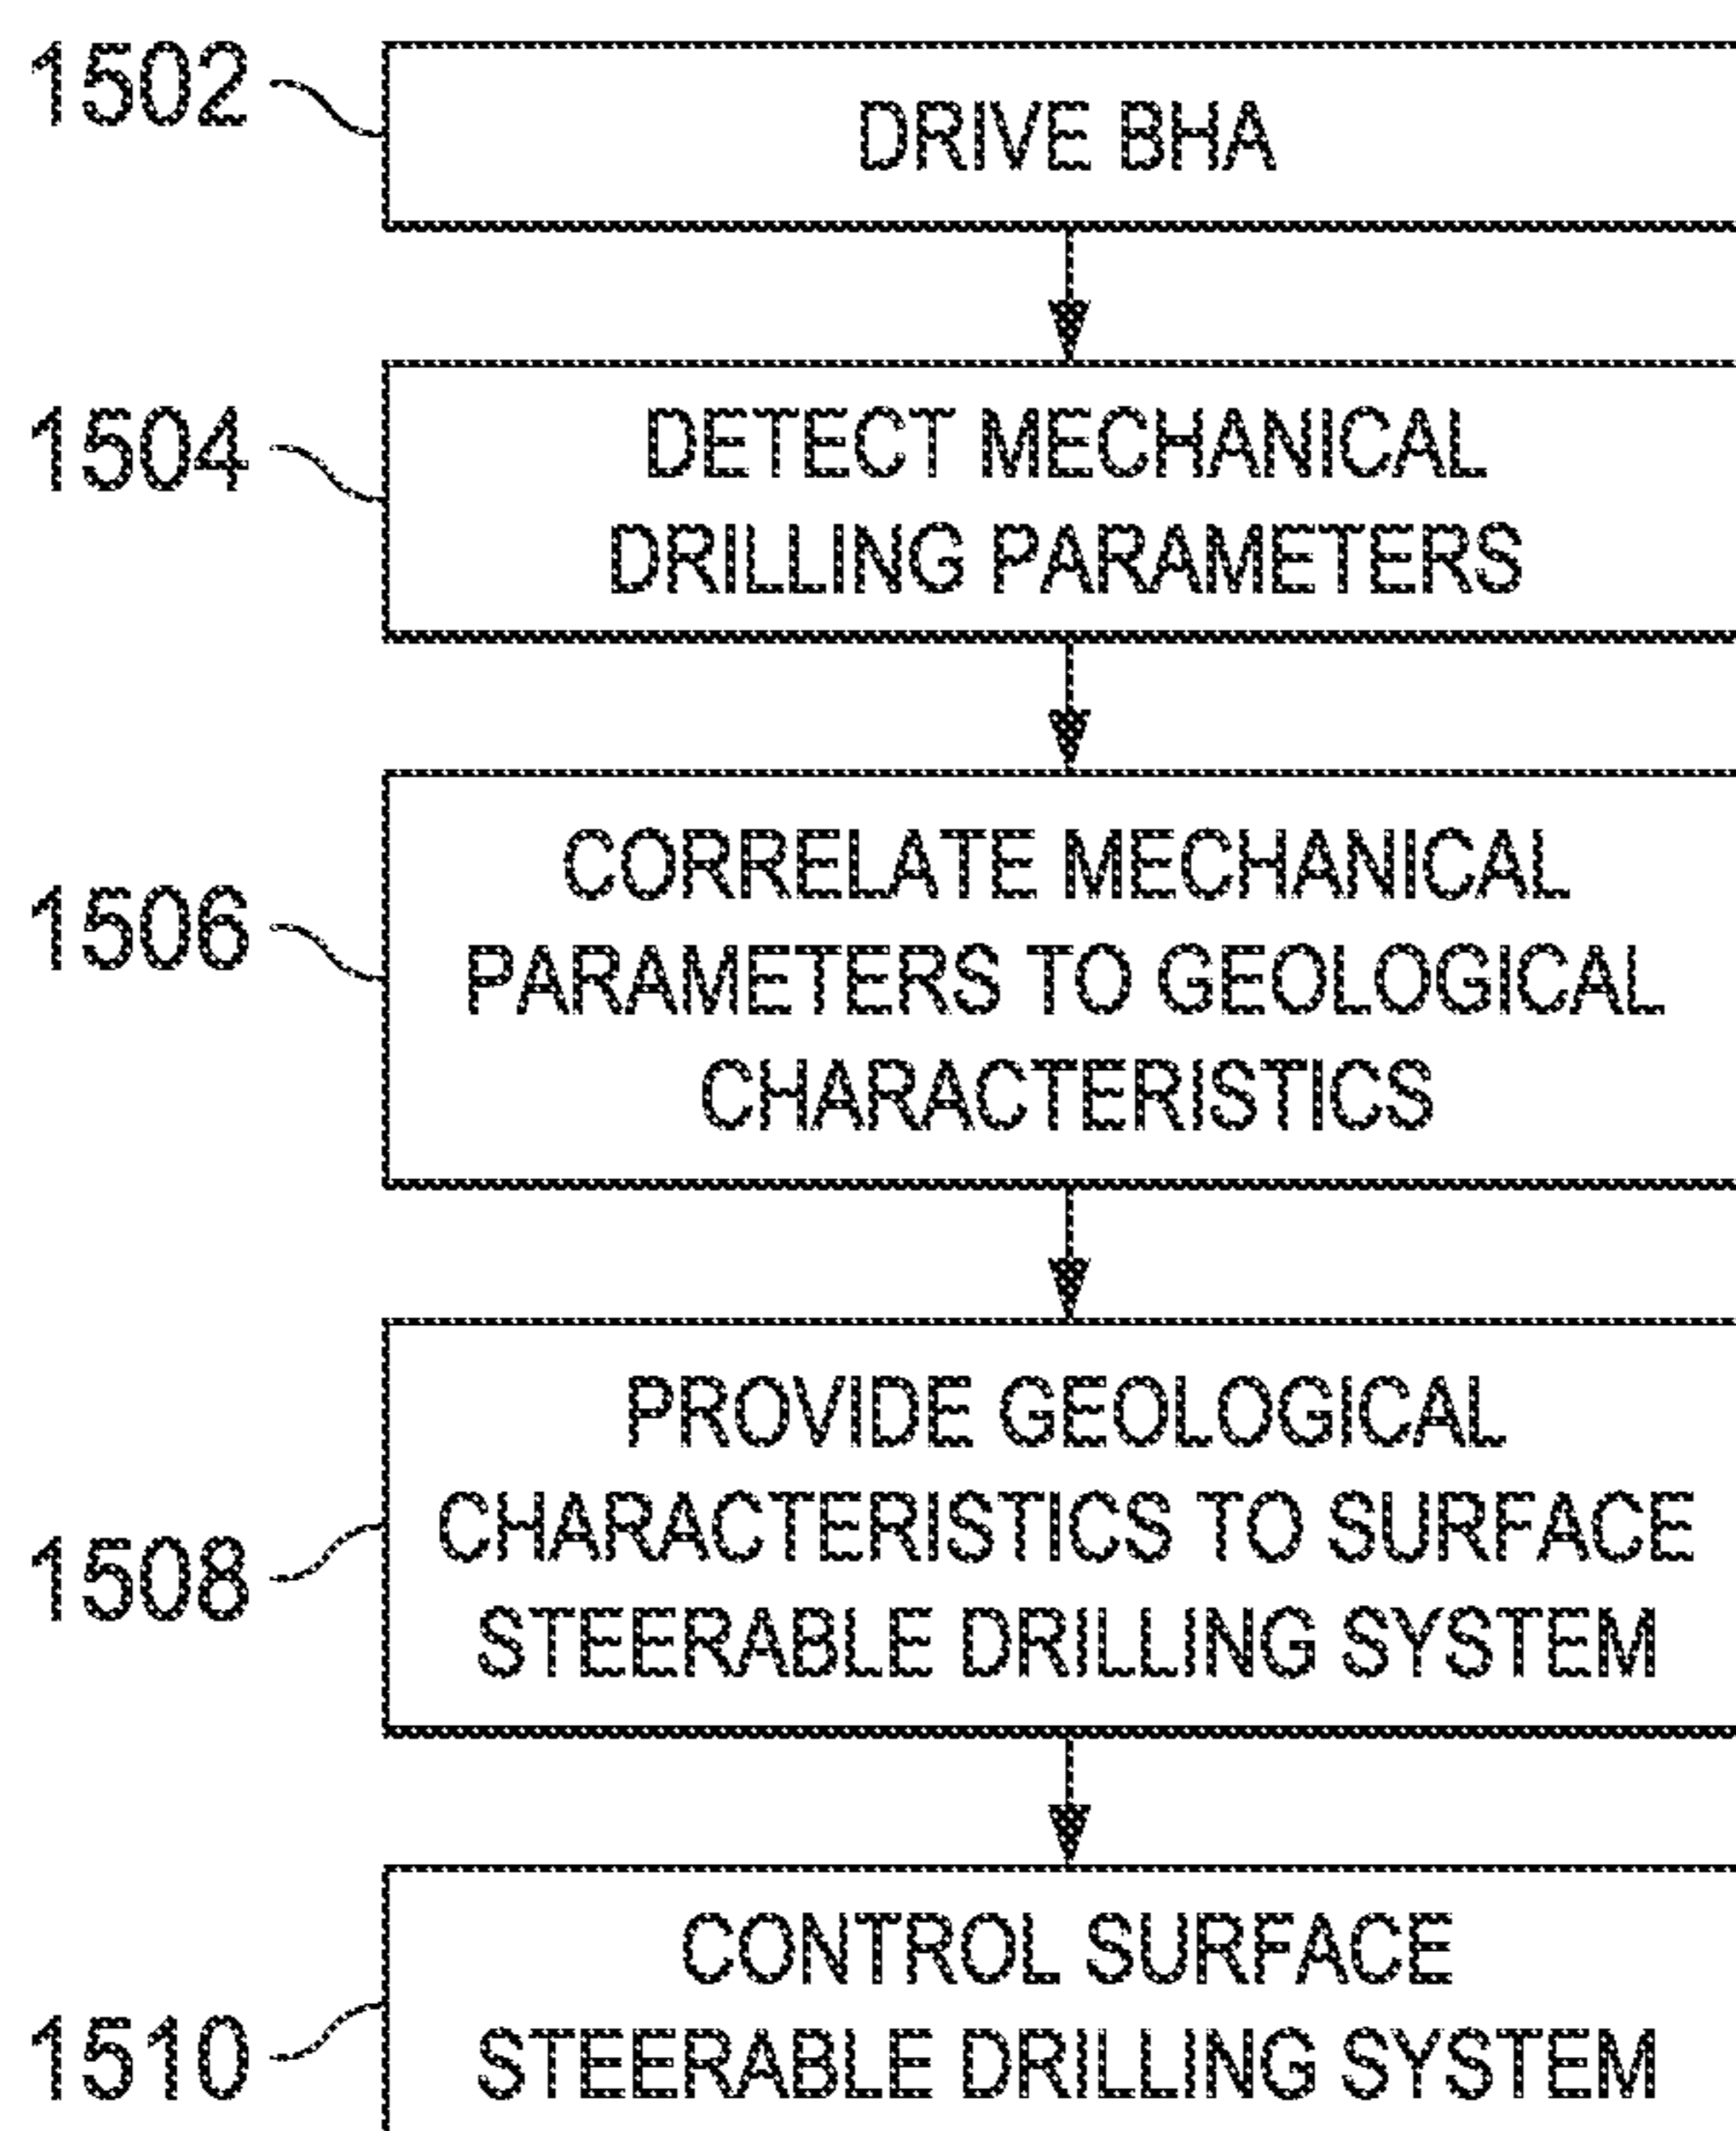 1502
DRIVE BHA
1504
DETECT MECHANICAL
DRILLING PARAMETERS
1506
CORRELATE MECHANICAL
PARAMETERS TO GEOLOGICAL
CHARACTERISTICS
1508
PROVIDE GEOLOGICAL
CHARACTERISTICS TO SURFACE
STEERABLE DRILLING SYSTEM
1510
CONTROL SURFACE
STEERABLE DRILLING SYSTEM